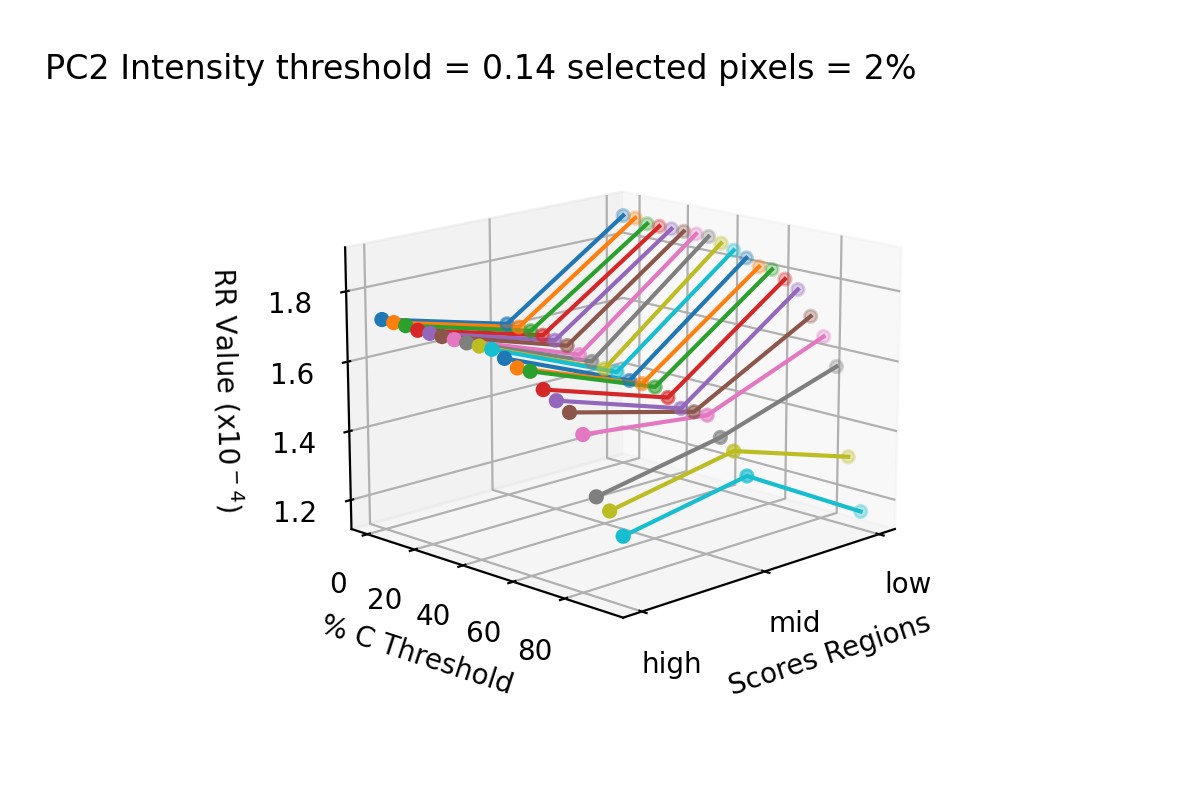 PC2 Intensity threshold = 0.14 selected pixels = 2%
RR Value (x10⁻⁴)
1.8
1.6
1.4
1.2
0
20
40
60
80
% C Threshold
high
mid
low
Scores Regions